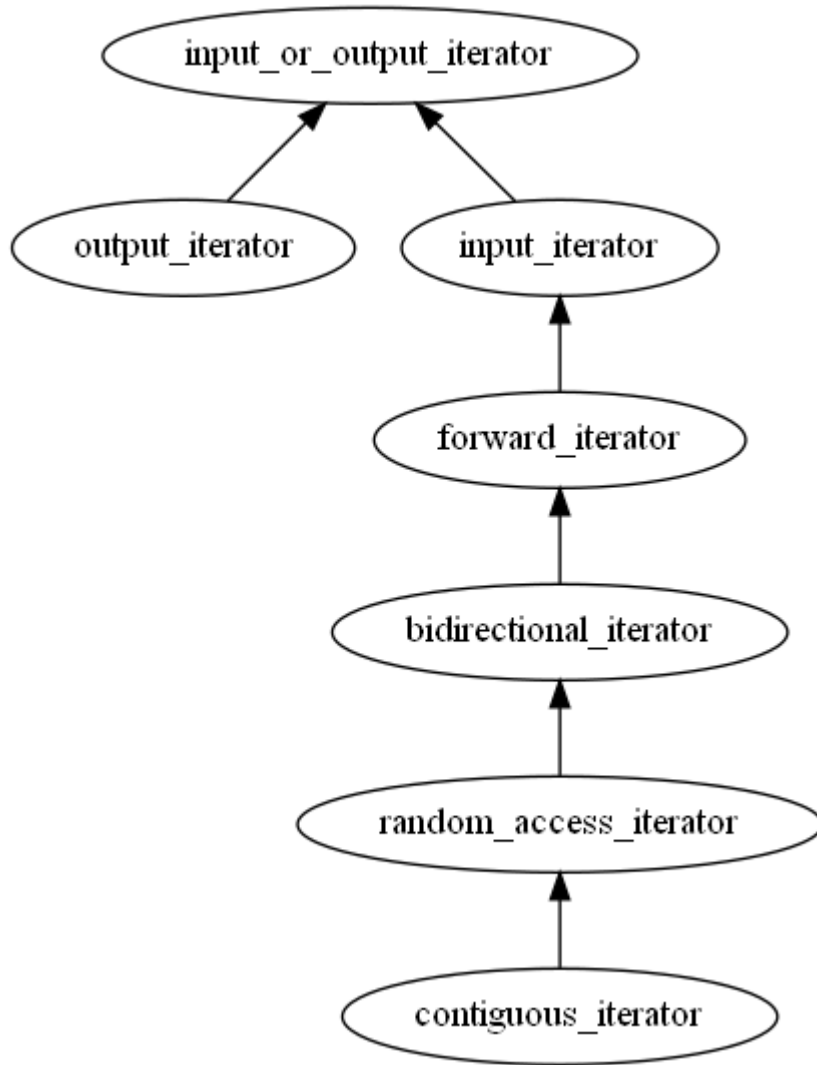 input_or_output_iterator
output_iterator
input_iterator
forward_iterator
bidirectional_iterator
random_access_iterator
contiguous_iterator